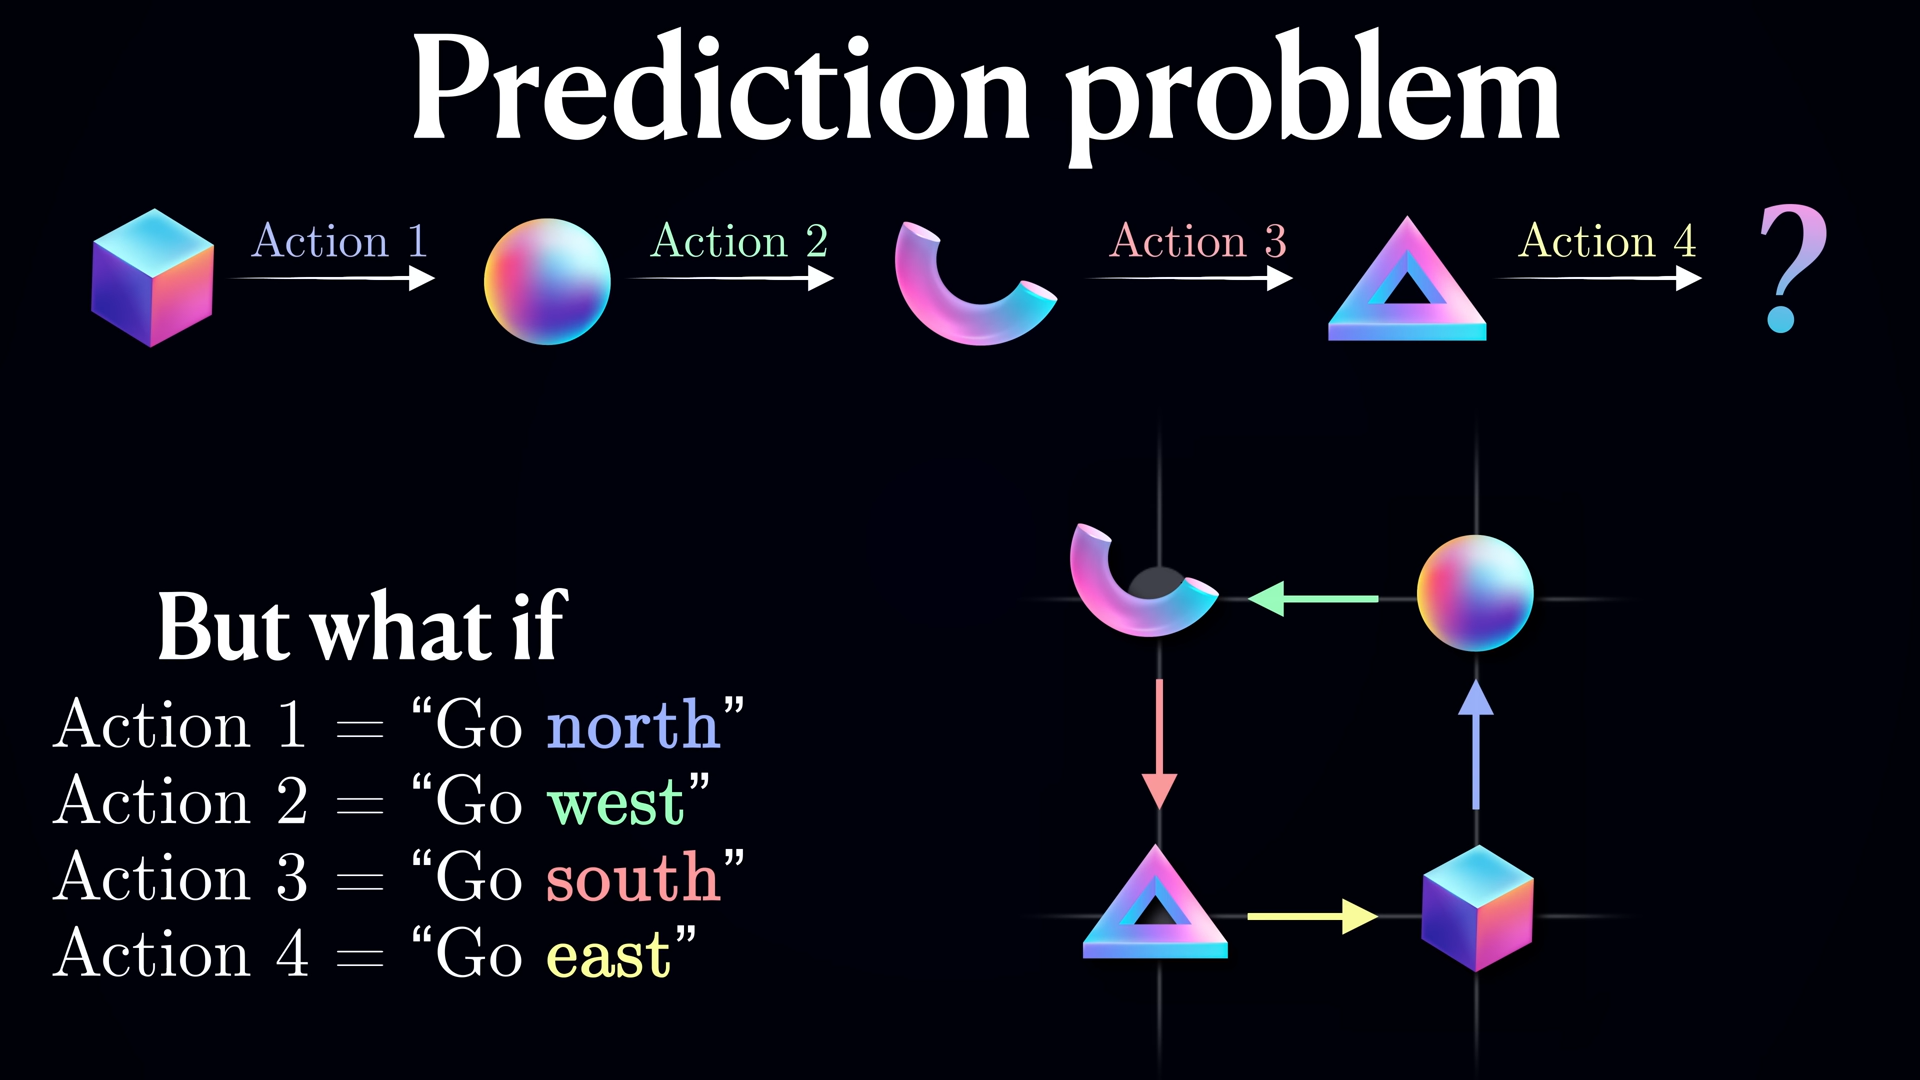 Prediction problem
Action 1 Action 2 Action 3 Action 4 ?
But what if
Action 1 = “Go north”
Action 2 = “Go west”
Action 3 = “Go south”
Action 4 = “Go east”